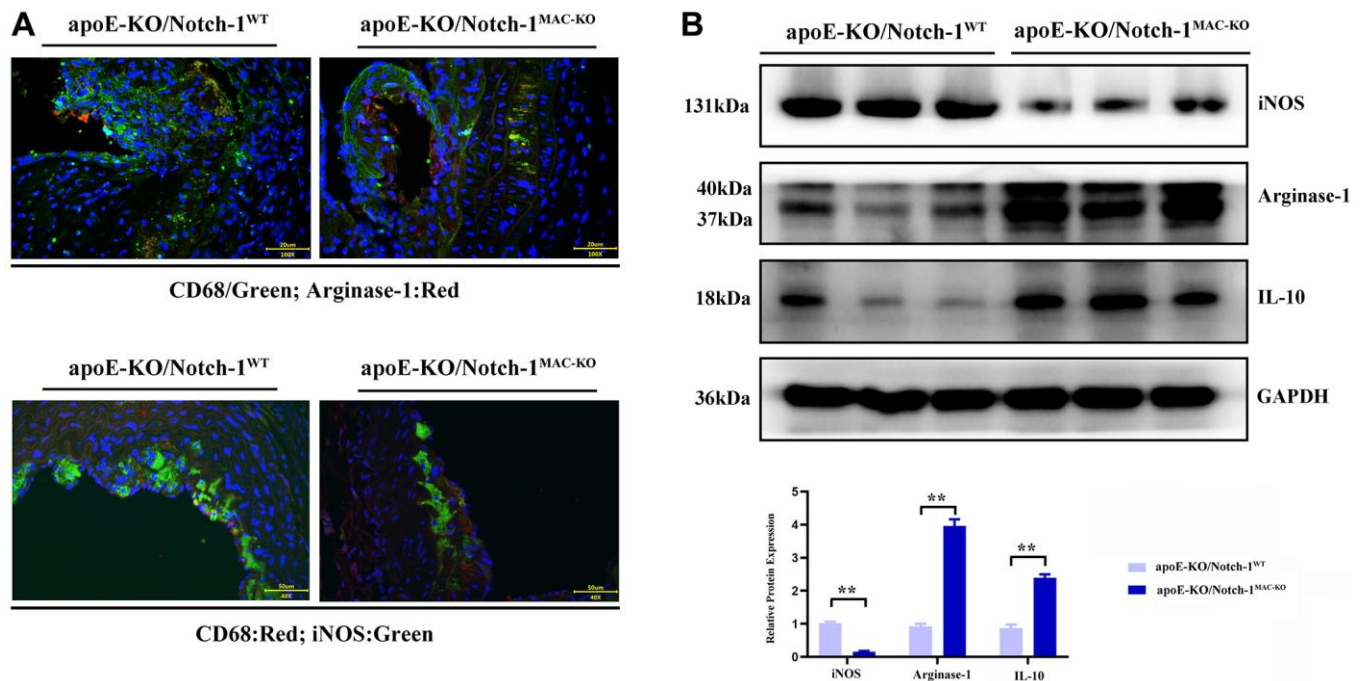 A
apoE-KO/Notch-1WT
apoE-KO/Notch-1MAC-KO
20um
100X
20um
100X
CD68/Green; Arginase-1:Red
apoE-KO/Notch-1WT
apoE-KO/Notch-1MAC-KO
50um
40X
50um
40X
CD68:Red; iNOS:Green
B
apoE-KO/Notch-1WT
apoE-KO/Notch-1MAC-KO
131kDa
iNOS
40kDa
37kDa
Arginase-1
18kDa
IL-10
36kDa
GAPDH
Relative Protein Expression
5
4
3
2
1
0
**
**
**
iNOS
Arginase-1
IL-10
apoE-KO/Notch-1WT
apoE-KO/Notch-1MAC-KO